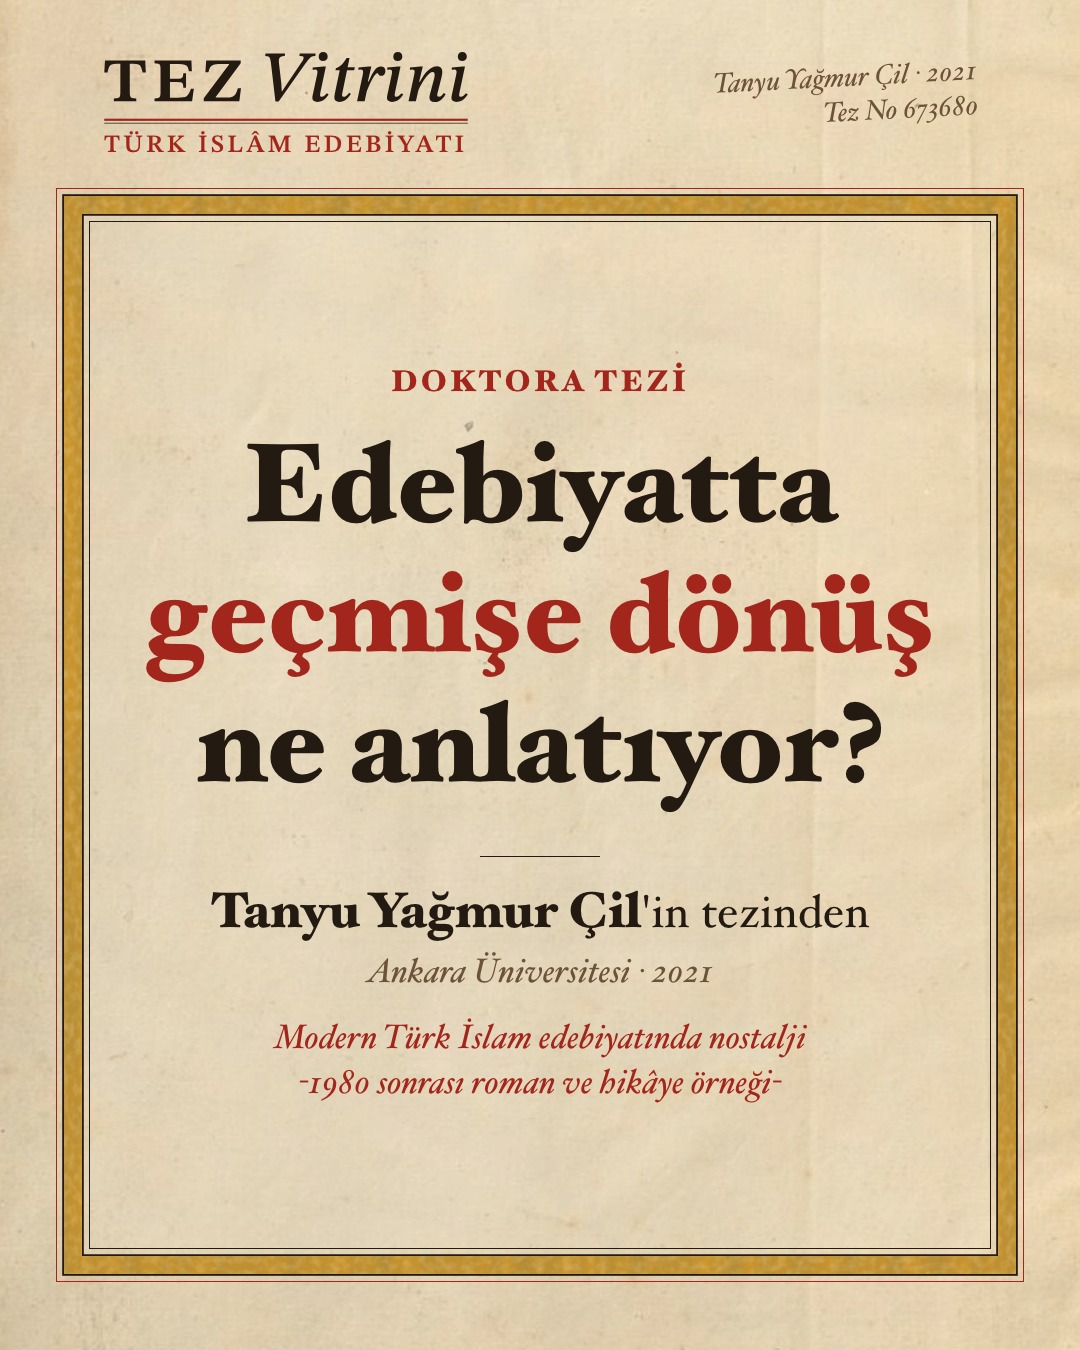 TEZ Vitrini
TÜRK İSLÂM EDEBİYATI
Tanyu Yağmur Çil · 2021
Tez No 673680
DOKTORA TEZİ
Edebiyatta
geçmişe dönüş
ne anlatıyor?
Tanyu Yağmur Çil'in tezinden
Ankara Üniversitesi · 2021
Modern Türk İslam edebiyatında nostalji
-1980 sonrası roman ve hikâye örneği-